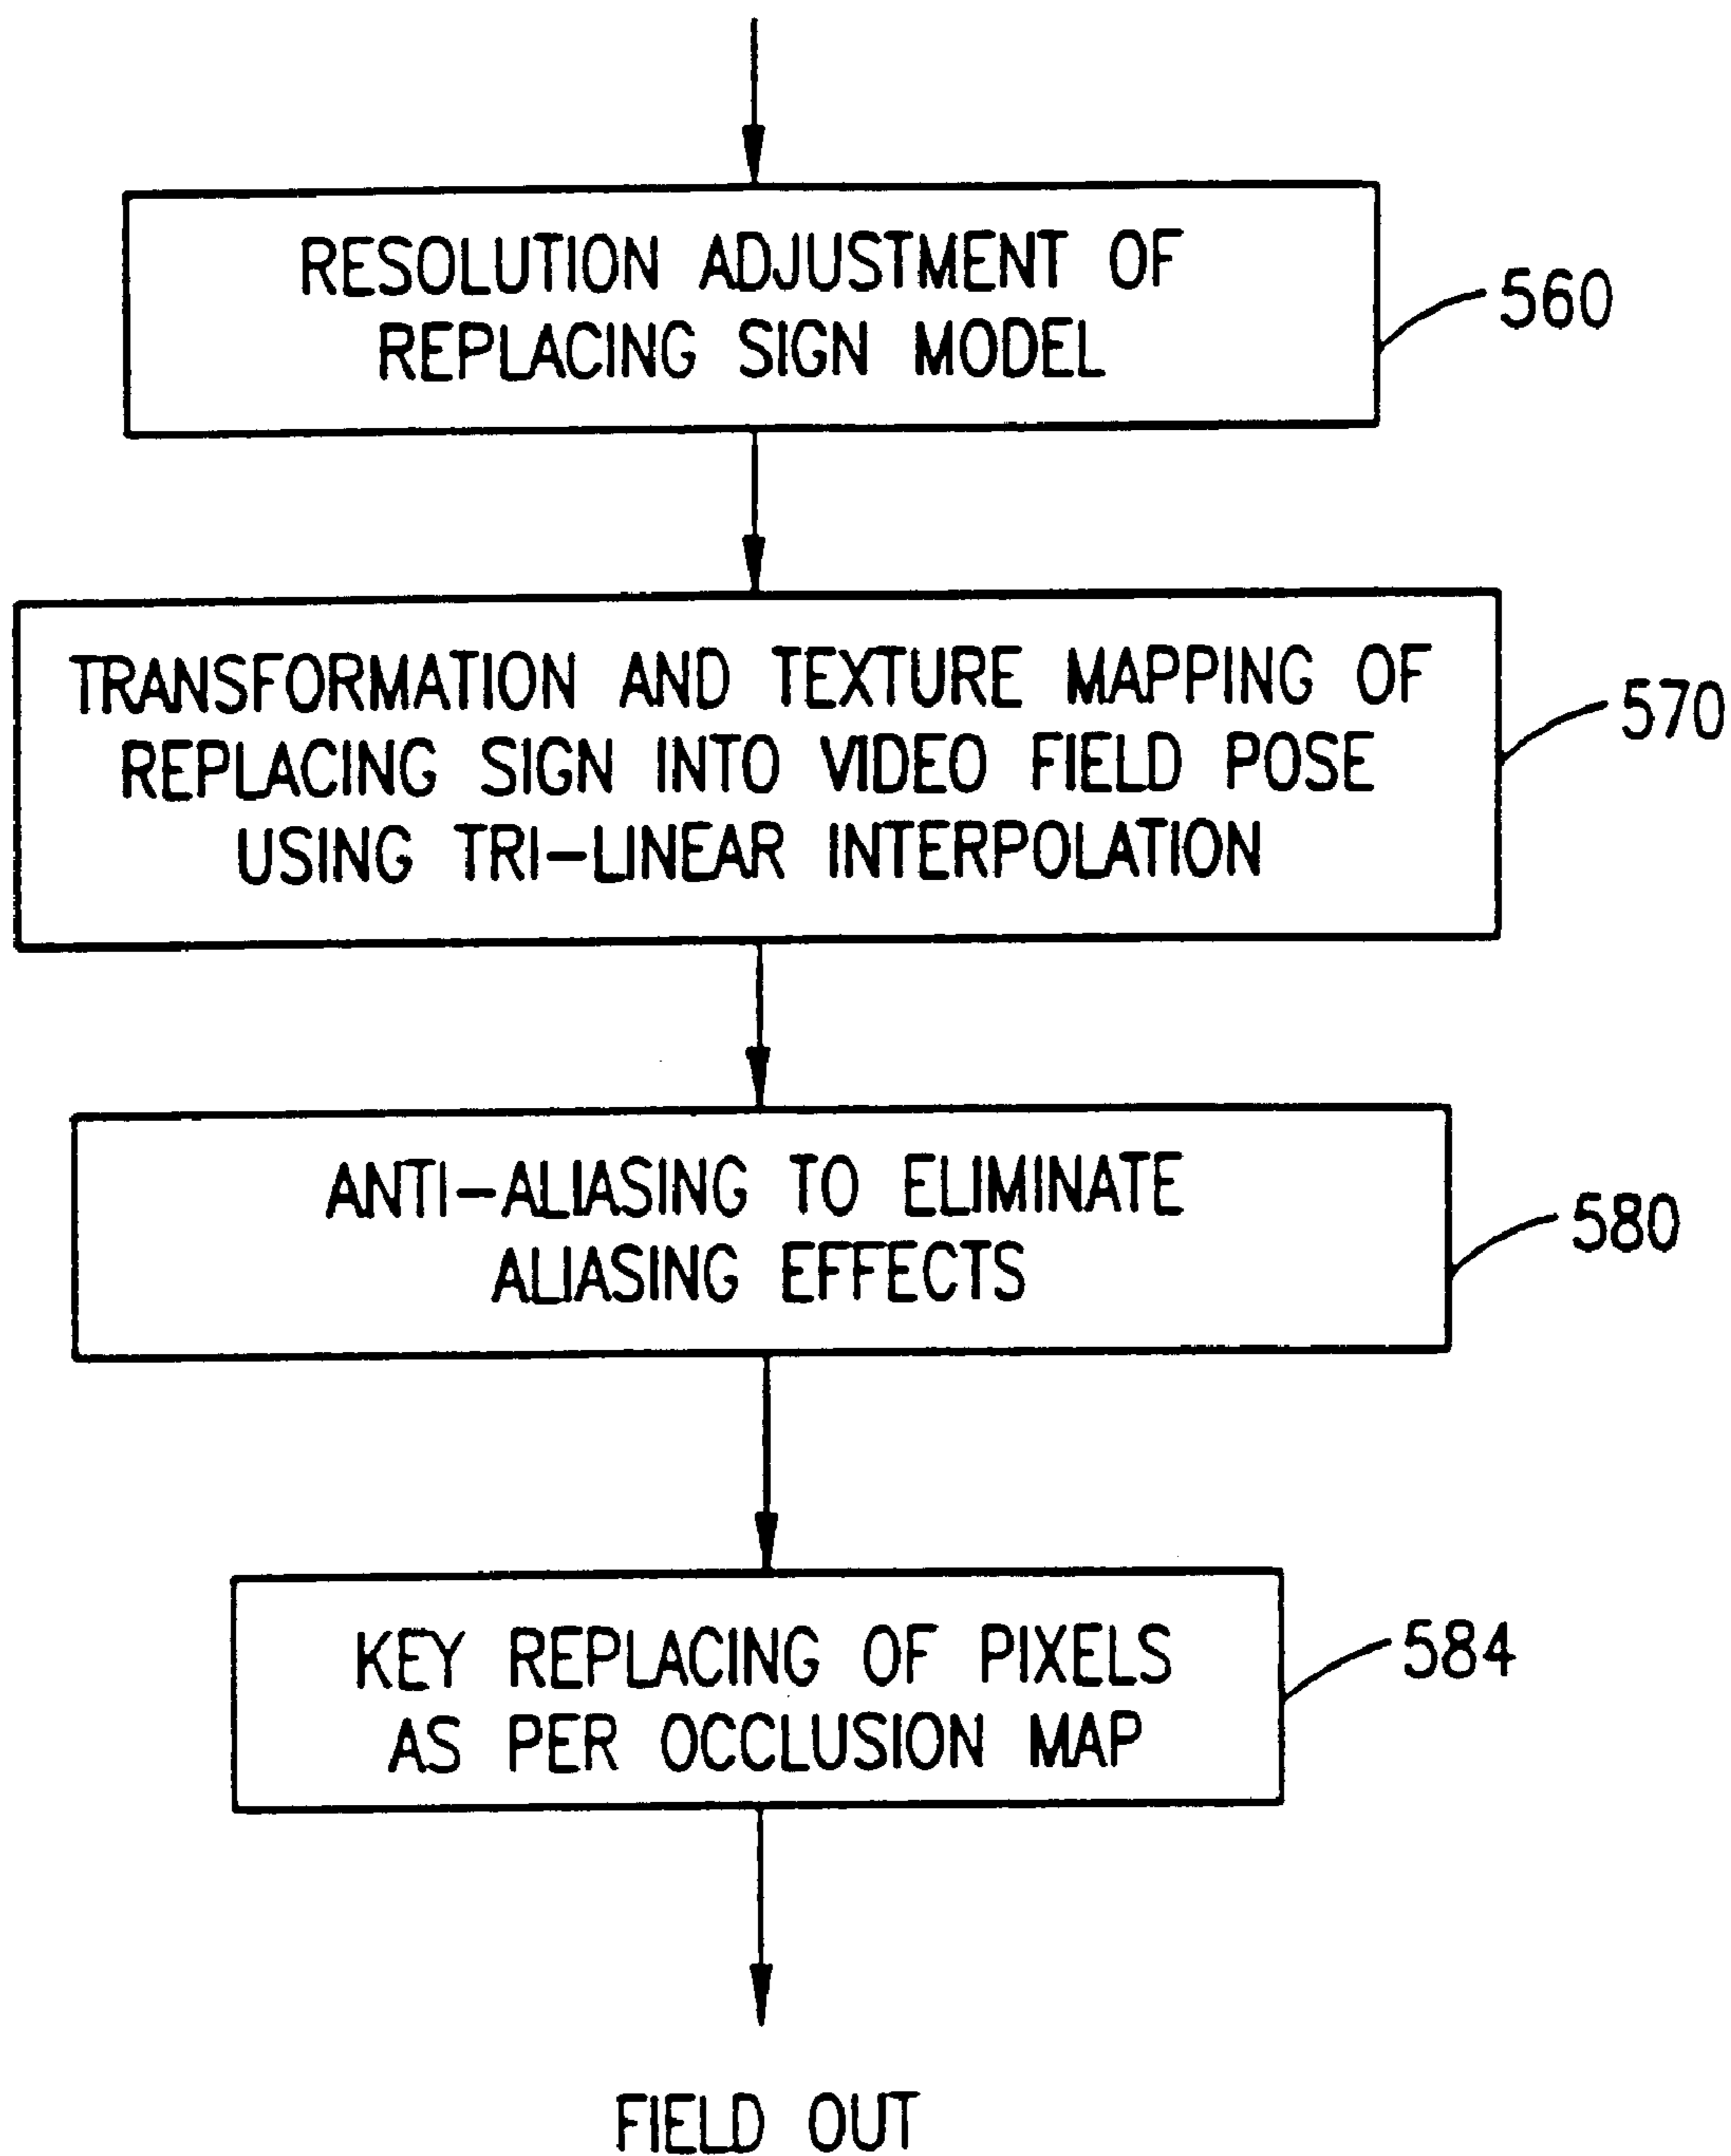 RESOLUTION ADJUSTMENT OF
REPLACING SIGN MODEL
560
TRANSFORMATION AND TEXTURE MAPPING OF
REPLACING SIGN INTO VIDEO FIELD POSE
USING TRI-LINEAR INTERPOLATION
570
ANTI-ALIASING TO ELIMINATE
ALIASING EFFECTS
580
KEY REPLACING OF PIXELS
AS PER OCCLUSION MAP
584
FIELD OUT